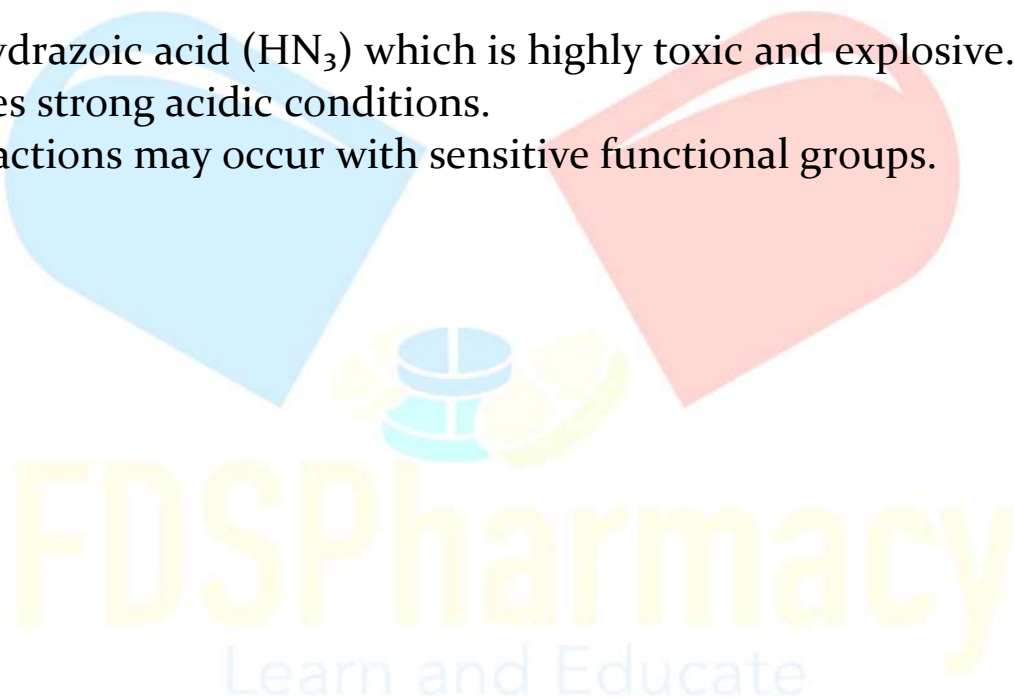 ydrazoic acid (HN₃) which is highly toxic and explosive.
es strong acidic conditions.
actions may occur with sensitive functional groups.
FDSPharmacy
Learn and Educate